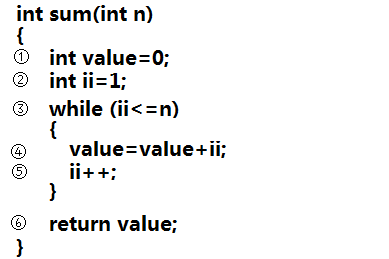 int sum(int n)
{
① int value=0;
② int ii=1;
③ while (ii<=n)
{
④ value=value+ii;
⑤ ii++;
}
⑥ return value;
}